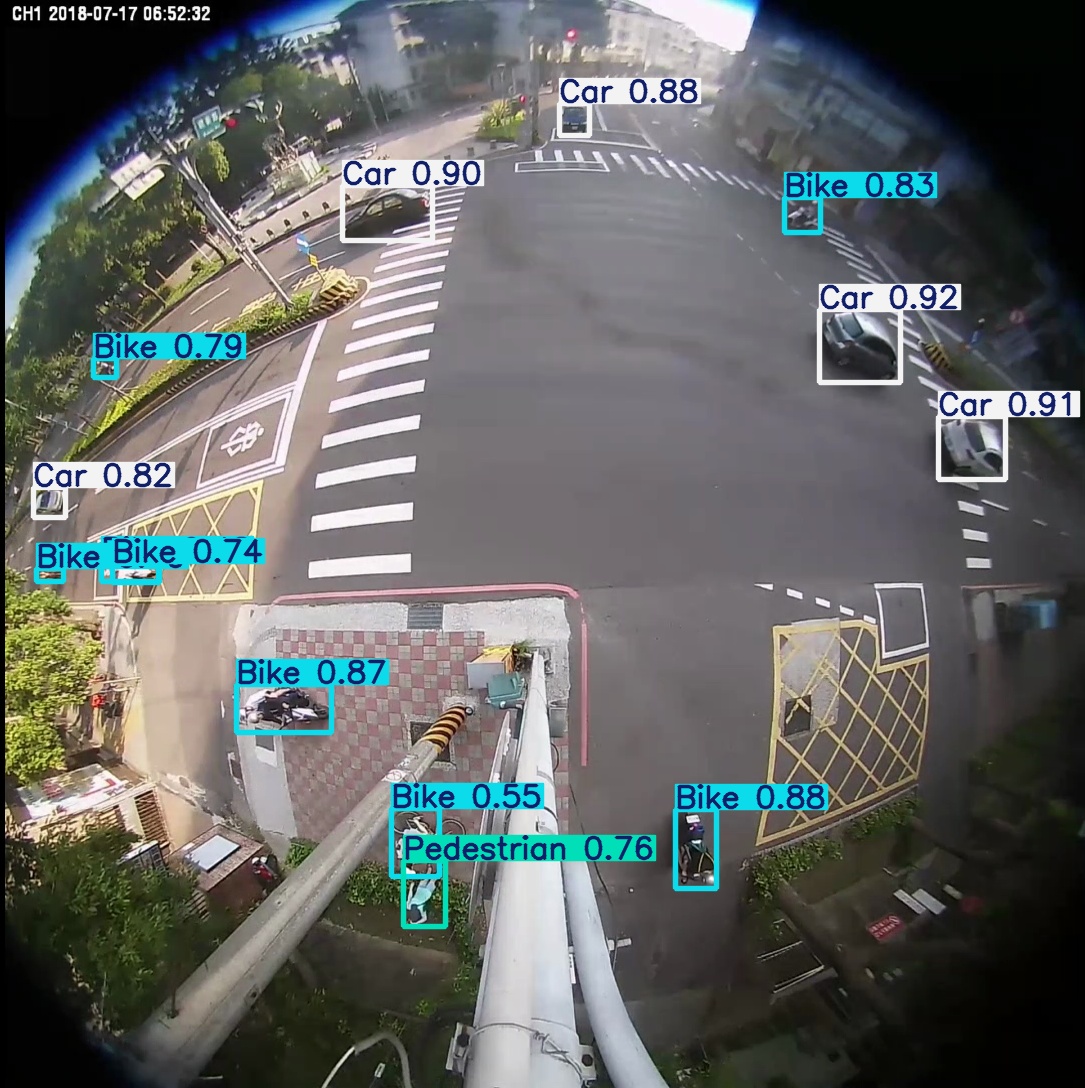 CH1 2018-07-17 06:52:32
Car 0.88
Car 0.90
Bike 0.83
Car 0.92
Bike 0.79
Car 0.91
Car 0.82
Bike
Bike 0.74
Bike 0.87
Bike 0.55
Bike 0.88
Pedestrian 0.76